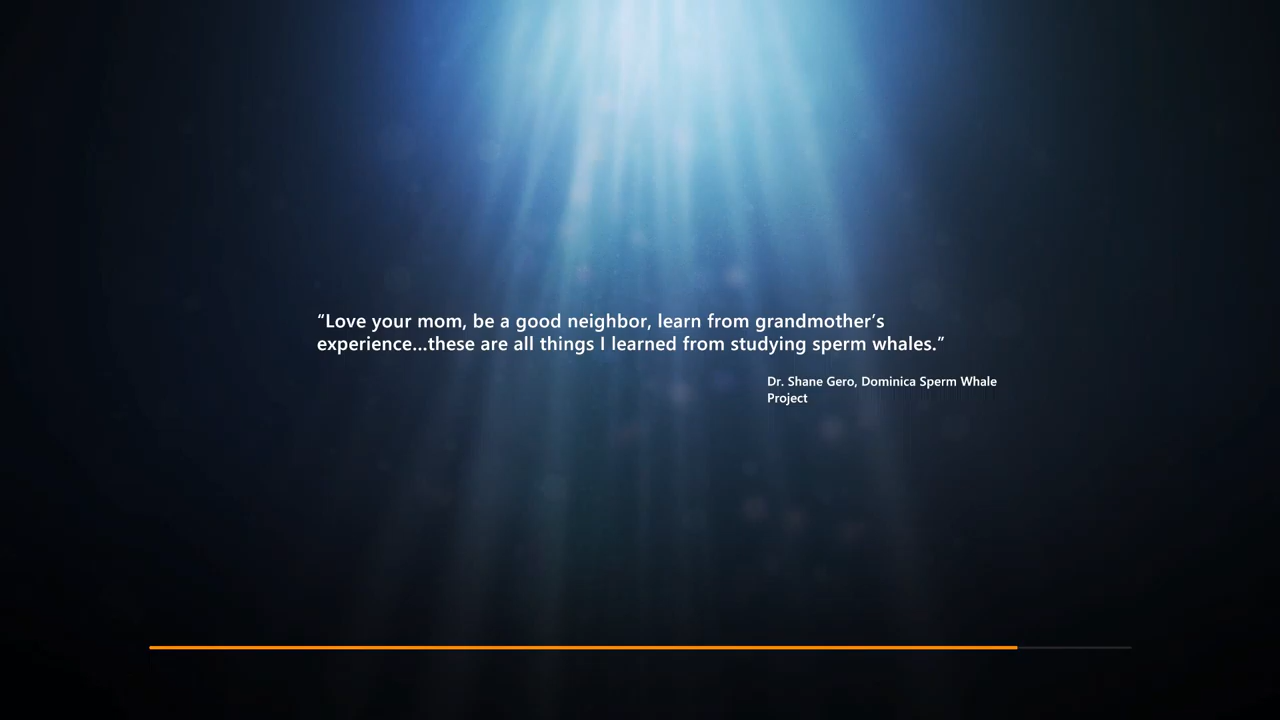 “Love your mom, be a good neighbor, learn from grandmother’s
experience...these are all things I learned from studying sperm whales.”
Dr. Shane Gero, Dominica Sperm Whale
Project